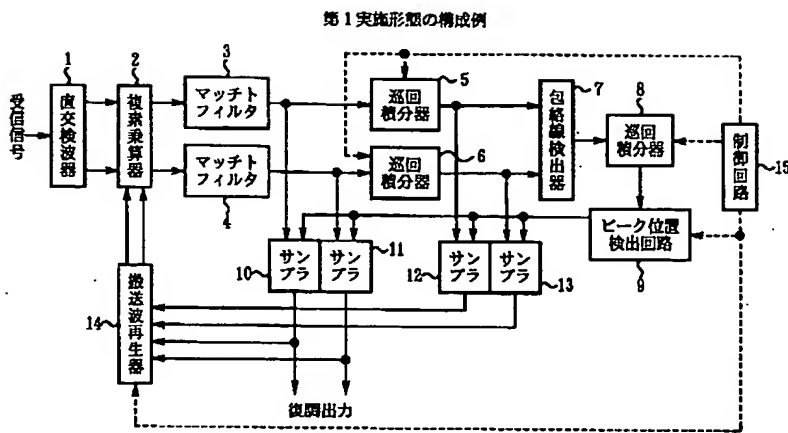 第1実施形態の構成例
受信信号
1
直交検波器
2
複素乗算器
3
マッチト
フィルタ
マッチト
フィルタ
4
5
巡回
積分器
6
巡回
積分器
7
包絡線検出器
8
巡回
積分器
制御回路
15
ピーク位置
検出回路
9
10
サンプラ
サンプラ
11
12
サンプラ
サンプラ
13
14
搬送波再生器
復調出力